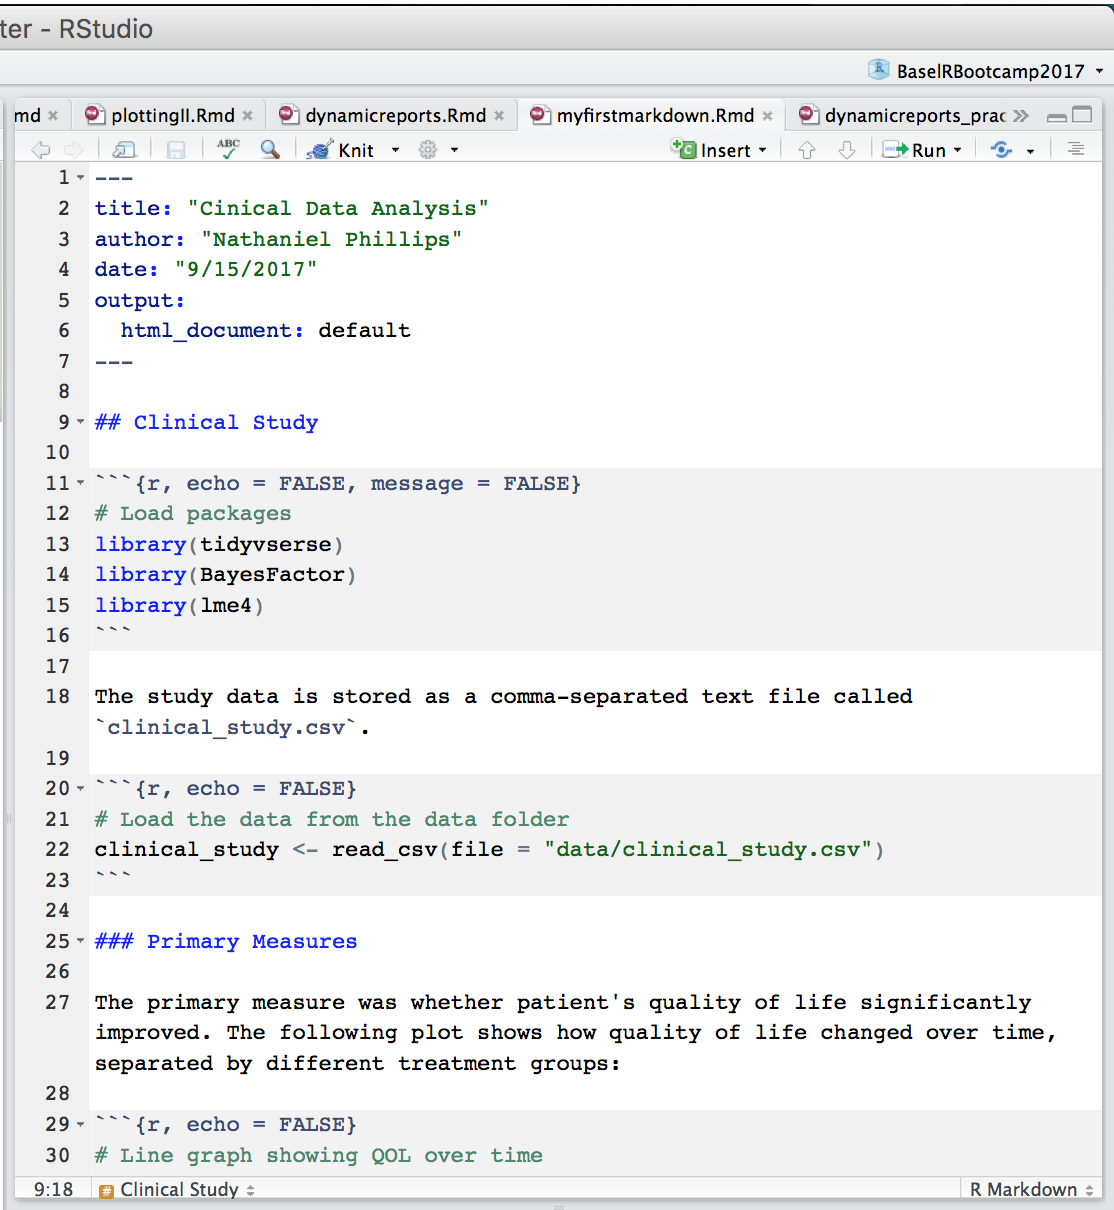 ter - RStudio
BaselRBootcamp2017
md plottingII.Rmd dynamicreports.Rmd myfirstmarkdown.Rmd dynamicreports_prac
ABC Knit Insert Run
1 ---
2 title: "Cinical Data Analysis"
3 author: "Nathaniel Phillips"
4 date: "9/15/2017"
5 output:
6   html_document: default
7 ---
8
9 ## Clinical Study
10
11 ```{r, echo = FALSE, message = FALSE}
12 # Load packages
13 library(tidyvserse)
14 library(BayesFactor)
15 library(lme4)
16 ```
17
18 The study data is stored as a comma-separated text file called
`clinical_study.csv`.
19
20 ```{r, echo = FALSE}
21 # Load the data from the data folder
22 clinical_study <- read_csv(file = "data/clinical_study.csv")
23 ```
24
25 ### Primary Measures
26
27 The primary measure was whether patient's quality of life significantly
improved. The following plot shows how quality of life changed over time,
separated by different treatment groups:
28
29 ```{r, echo = FALSE}
30 # Line graph showing QOL over time
9:18 # Clinical Study R Markdown